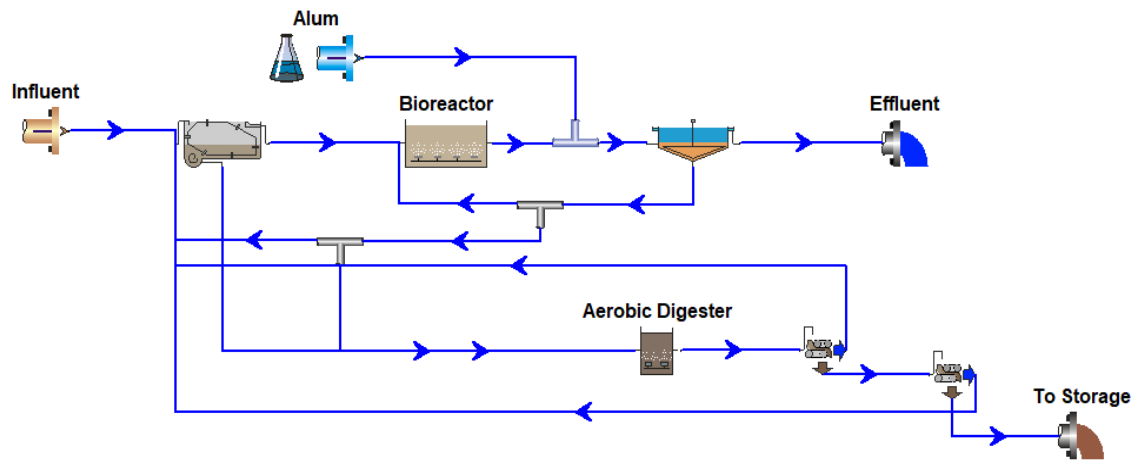 Alum
Influent
Bioreactor
Effluent
Aerobic Digester
To Storage